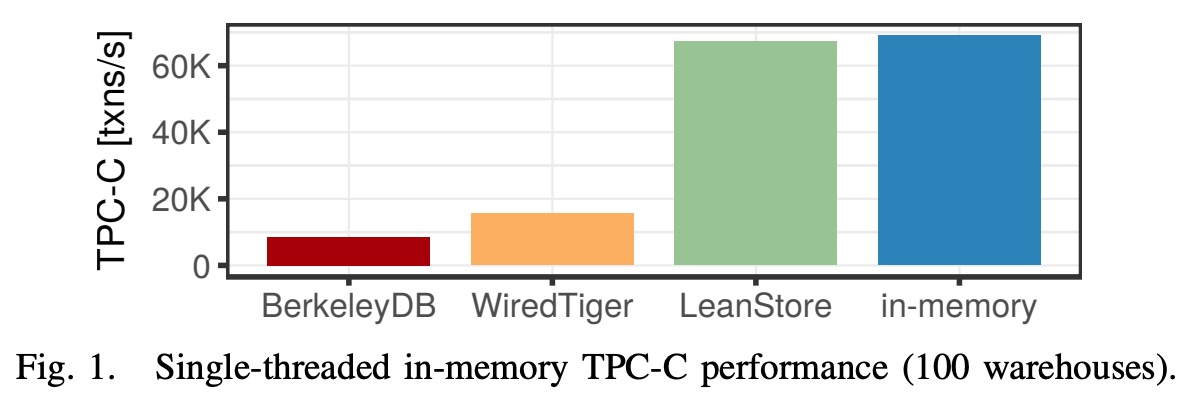 TPC-C [txns/s]
60K
40K
20K
0
BerkeleyDB WiredTiger LeanStore in-memory
Fig. 1. Single-threaded in-memory TPC-C performance (100 warehouses).